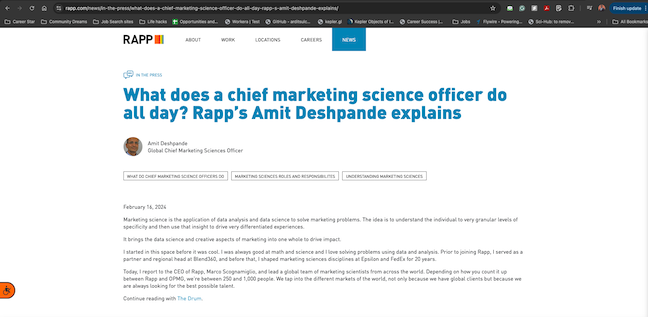 rapp.com/news/in-the-press/what-does-a-chief-marketing-science-officer-do-all-day-rapp-s-amit-deshpande-explains/
Finish update
Career Star
Community Dreams
Job Search sites
Life hacks
Opportunities and...
Workera | Test
GitHub - anthoulic...
kepler.gl
Kepler Objects of I...
Career Success (...
Jobs
Flywire - Powering...
Sci-Hub: to remov...
»
All Bookmarks
RAPP
ABOUT
WORK
LOCATIONS
CAREERS
NEWS
IN THE PRESS
What does a chief marketing science officer do
all day? Rapp's Amit Deshpande explains
Amit Deshpande
Global Chief Marketing Sciences Officer
WHAT DO CHIEF MARKETING SCIENCE OFFICERS DO
MARKETING SCIENCES ROLES AND RESPONSIBILITES
UNDERSTANDING MARKETING SCIENCES
February 16, 2026
Marketing science is the application of data analysis and data science to solve marketing problems. The idea is to understand the individual to very granular levels of
specificity and then use that insight to drive very differentiated experiences.
It brings the data science and creative aspects of marketing into one whole to drive impact.
I started in this space before it was cool. I was always good at math and science and I love solving problems using data and analysis. Prior to joining Rapp, I served as a
partner and regional head at Blend360, and before that, I shaped marketing sciences disciplines at Epsilon and FedEx for 20 years.
Today, I report to the CEO of Rapp, Marco Scognamiglio, and lead a global team of marketing scientists from across the world. Depending on how you count it up
between Rapp and OPMG, we're between 250 and 1,000 people. We tap into the different markets of the world, not only because we have global clients but because we
are always looking for the best possible talent.
Continue reading with The Drum.